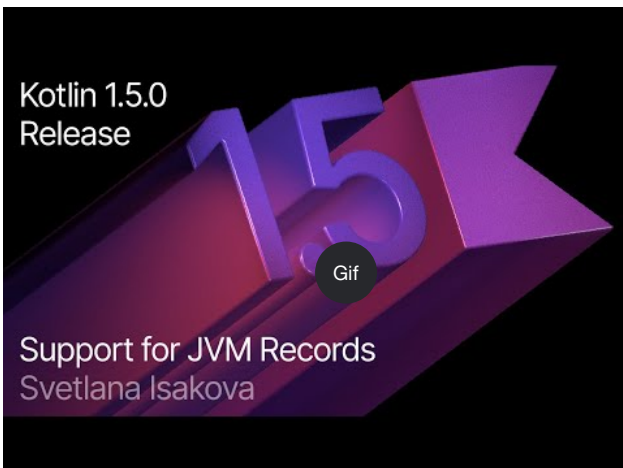 Kotlin 1.5.0
Release
15
Gif
Support for JVM Records
Svetlana Isakova